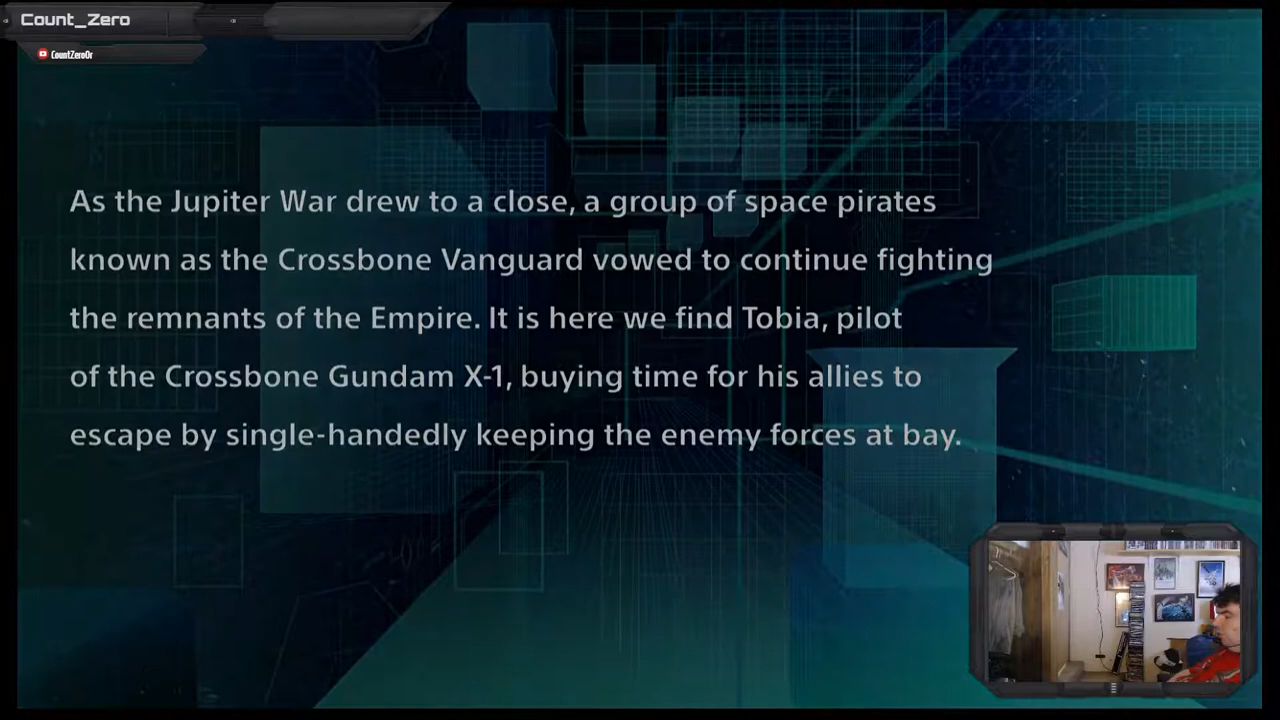 Count_Zero
CountZeroOr
As the Jupiter War drew to a close, a group of space pirates
known as the Crossbone Vanguard vowed to continue fighting
the remnants of the Empire. It is here we find Tobia, pilot
of the Crossbone Gundam X-1, buying time for his allies to
escape by single-handedly keeping the enemy forces at bay.